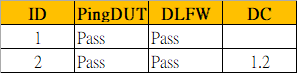 ID PingDUT DLFW DC
1 Pass Pass
2 Pass Pass 1.2